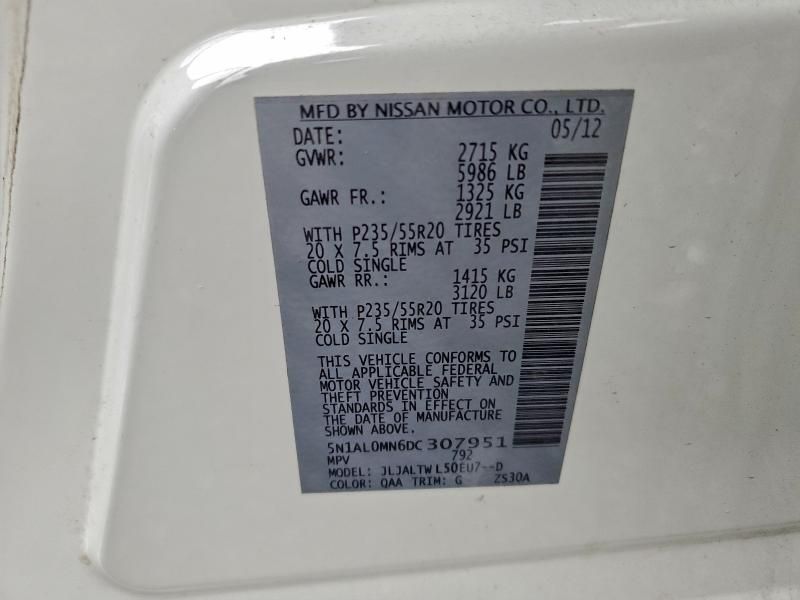 MFD BY NISSAN MOTOR CO., LTD.
DATE: 05/12
GVWR: 2715 KG
5986 LB
GAWR FR.: 1325 KG
2921 LB
WITH P235/55R20 TIRES
20 X 7.5 RIMS AT 35 PSI
COLD SINGLE
GAWR RR.: 1415 KG
3120 LB
WITH P235/55R20 TIRES
20 X 7.5 RIMS AT 35 PSI
COLD SINGLE
THIS VEHICLE CONFORMS TO
ALL APPLICABLE FEDERAL
MOTOR VEHICLE SAFETY AND
THEFT PREVENTION
STANDARDS IN EFFECT ON
THE DATE OF MANUFACTURE
SHOWN ABOVE.
5N1AL0MN6DC307951
MPV 792
MODEL: JLJALTWL50EU7--D
COLOR: QAA TRIM: G ZS30A